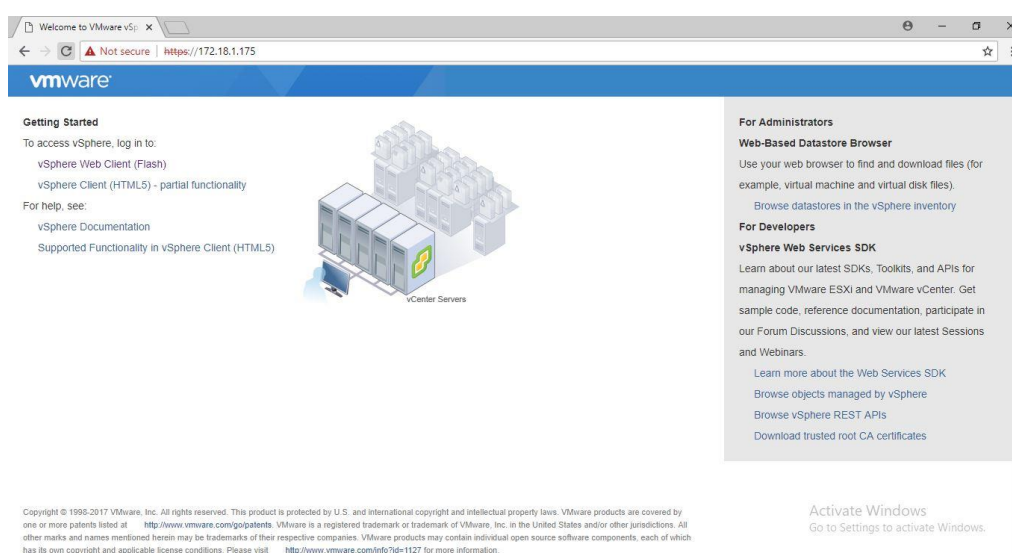 Welcome to VMware vSp
Not secure | https://172.18.1.175
vmware
Getting Started
To access vSphere, log in to:
vSphere Web Client (Flash)
vSphere Client (HTML5) - partial functionality
For help, see:
vSphere Documentation
Supported Functionality in vSphere Client (HTML5)
vCenter Servers
For Administrators
Web-Based Datastore Browser
Use your web browser to find and download files (for
example, virtual machine and virtual disk files).
Browse datastores in the vSphere inventory
For Developers
vSphere Web Services SDK
Learn about our latest SDKs, Toolkits, and APIs for
managing VMware ESXi and VMware vCenter. Get
sample code, reference documentation, participate in
our Forum Discussions, and view our latest Sessions
and Webinars.
Learn more about the Web Services SDK
Browse objects managed by vSphere
Browse vSphere REST APIs
Download trusted root CA certificates
Copyright © 1998-2017 VMware, Inc. All rights reserved. This product is protected by U.S. and international copyright and intellectual property laws. VMware products are covered by
one or more patents listed at http://www.vmware.com/go/patents. VMware is a registered trademark or trademark of VMware, Inc. in the United States and/or other jurisdictions. All
other marks and names mentioned herein may be trademarks of their respective companies. VMware products may contain individual open source software components, each of which
has its own copyright and applicable license conditions. Please visit http://www.vmware.com/info?id=1127 for more information.
Activate Windows
Go to Settings to activate Windows.